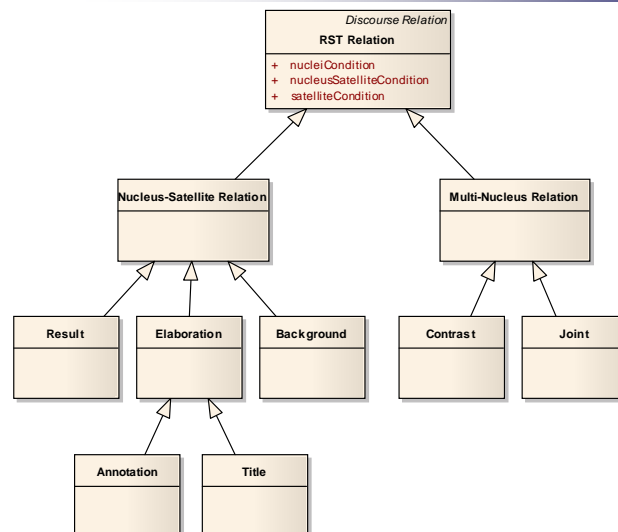 Discourse Relation
RST Relation
+ nucleiCondition
+ nucleusSatelliteCondition
+ satelliteCondition
Nucleus-Satellite Relation
Multi-Nucleus Relation
Result
Elaboration
Background
Contrast
Joint
Annotation
Title